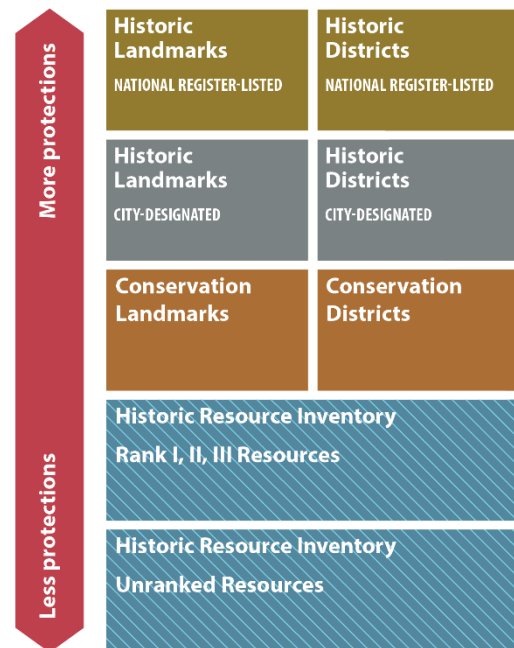 More protections
Historic
Landmarks
NATIONAL REGISTER-LISTED
Historic
Districts
NATIONAL REGISTER-LISTED
Historic
Landmarks
CITY-DESIGNATED
Historic
Districts
CITY-DESIGNATED
Conservation
Landmarks
Conservation
Districts
Historic Resource Inventory
Rank I, II, III Resources
Historic Resource Inventory
Unranked Resources
Less protections